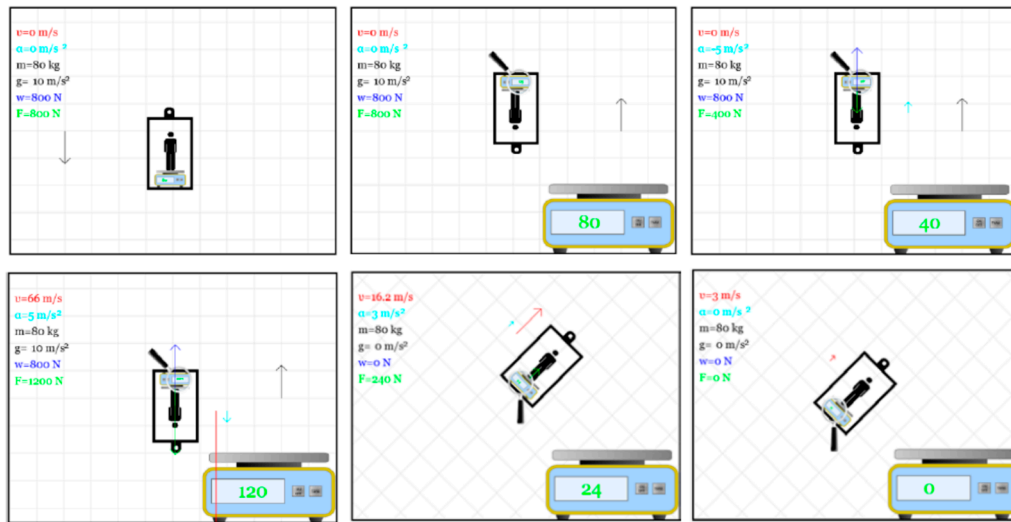 v=0 m/s
α=0 m/s²
m=80 kg
g= 10 m/s²
w=800 N
F=800 N
v=0 m/s
α=0 m/s²
m=80 kg
g= 10 m/s²
w=800 N
F=800 N
80
v=0 m/s
α=-5 m/s²
m=80 kg
g= 10 m/s²
w=800 N
F=400 N
40
v=66 m/s
α=5 m/s²
m=80 kg
g= 10 m/s²
w=800 N
F=1200 N
120
v=16.2 m/s
α=3 m/s²
m=80 kg
g= 0 m/s²
w=0 N
F=240 N
24
v=3 m/s
α=0 m/s²
m=80 kg
g= 0 m/s²
w=0 N
F=0 N
0